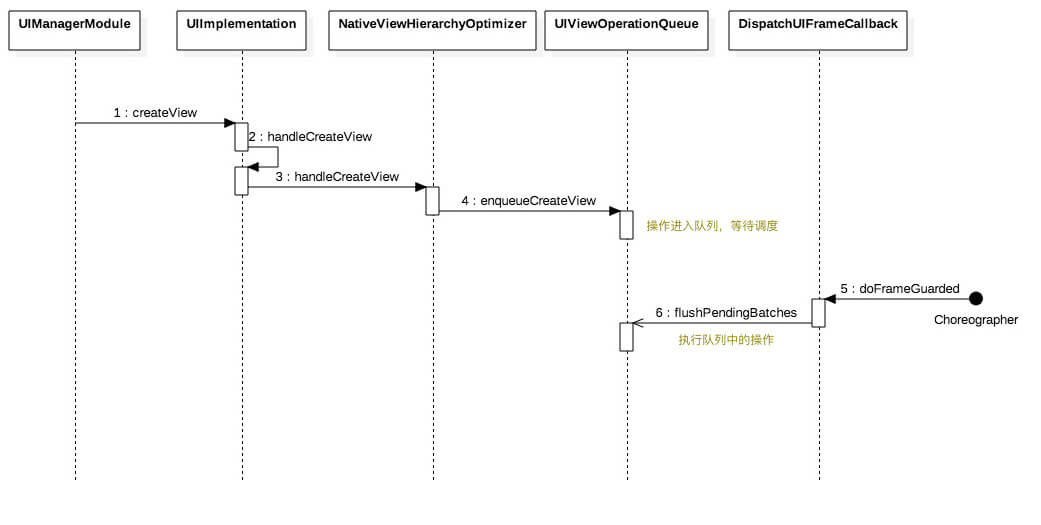 UIManagerModule
UIImplementation
NativeViewHierarchyOptimizer
UIViewOperationQueue
DispatchUIFrameCallback
1 : createView
2 : handleCreateView
3 : handleCreateView
4 : enqueueCreateView
操作进入队列，等待调度
5 : doFrameGuarded
6 : flushPendingBatches
Choreographer
执行队列中的操作